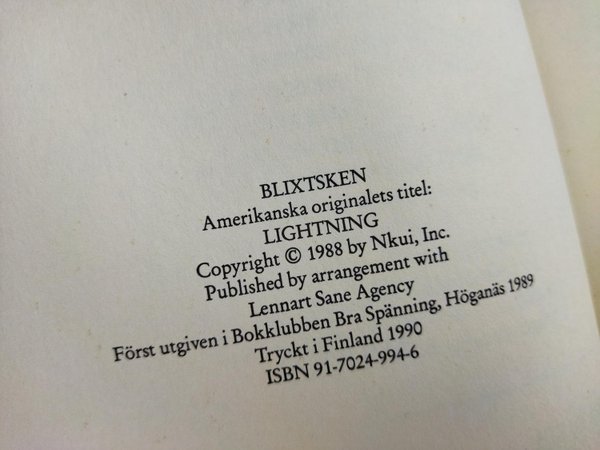 BLIXTSKEN
Amerikanska originalets titel:
LIGHTNING
Copyright © 1988 by Nkui, Inc.
Published by arrangement with
Lennart Sane Agency
Först utgiven i Bokklubben Bra Spänning, Höganäs 1989
Tryckt i Finland 1990
ISBN 91-7024-994-6